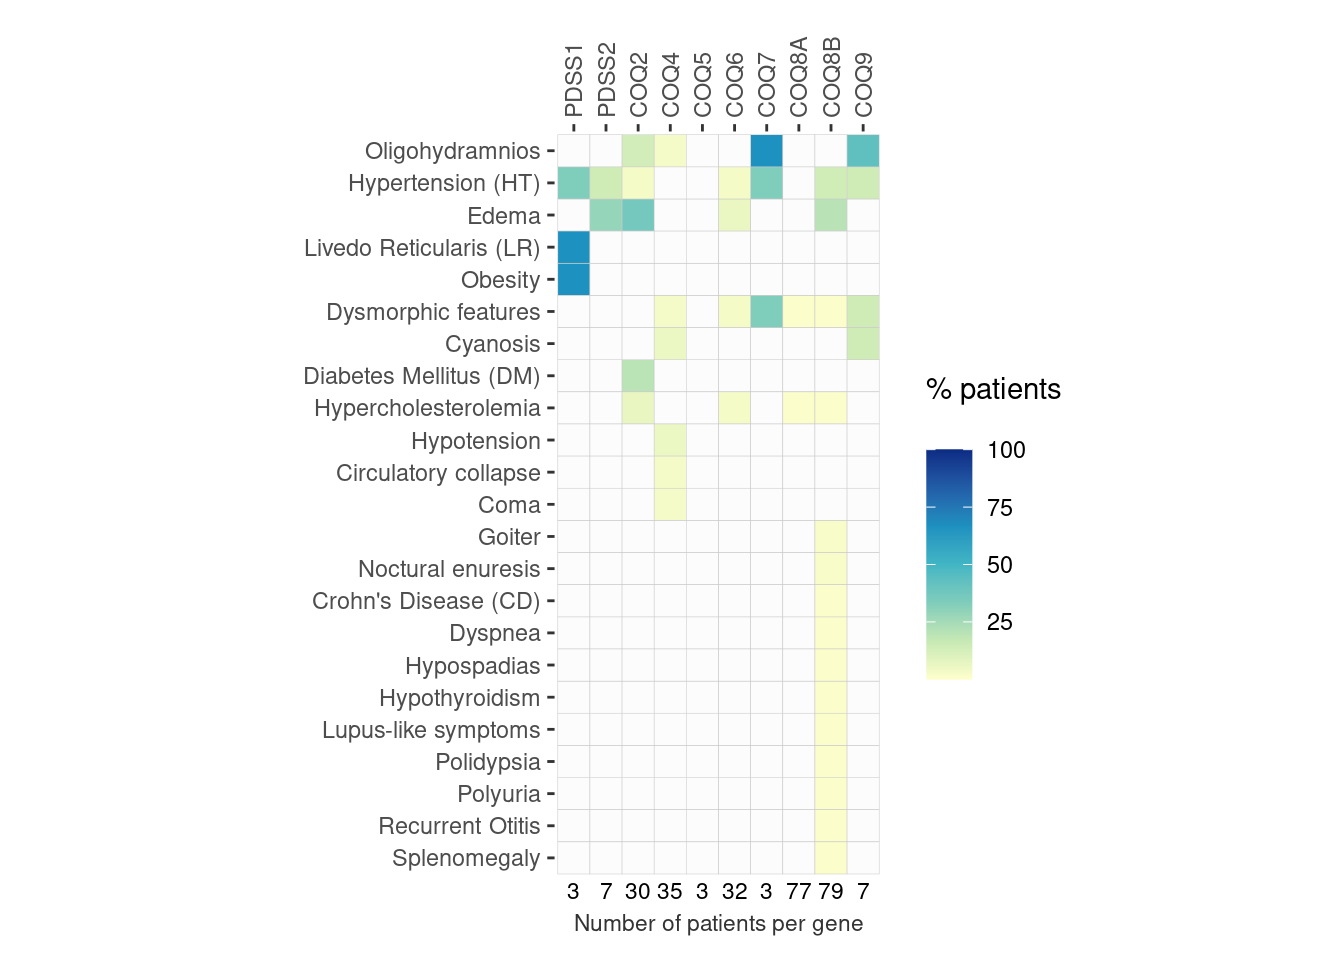 PDSS1 PDSS2 COQ2 COQ4 COQ5 COQ6 COQ7 COQ8A COQ8B COQ9
Oligohydramnios
Hypertension (HT)
Edema
Livedo Reticularis (LR)
Obesity
Dysmorphic features
Cyanosis
Diabetes Mellitus (DM)
Hypercholesterolemia
Hypotension
Circulatory collapse
Coma
Goiter
Noctural enuresis
Crohn's Disease (CD)
Dyspnea
Hypospadias
Hypothyroidism
Lupus-like symptoms
Polidypsia
Polyuria
Recurrent Otitis
Splenomegaly
3 7 30 35 3 32 3 77 79 7
Number of patients per gene
% patients
100
75
50
25